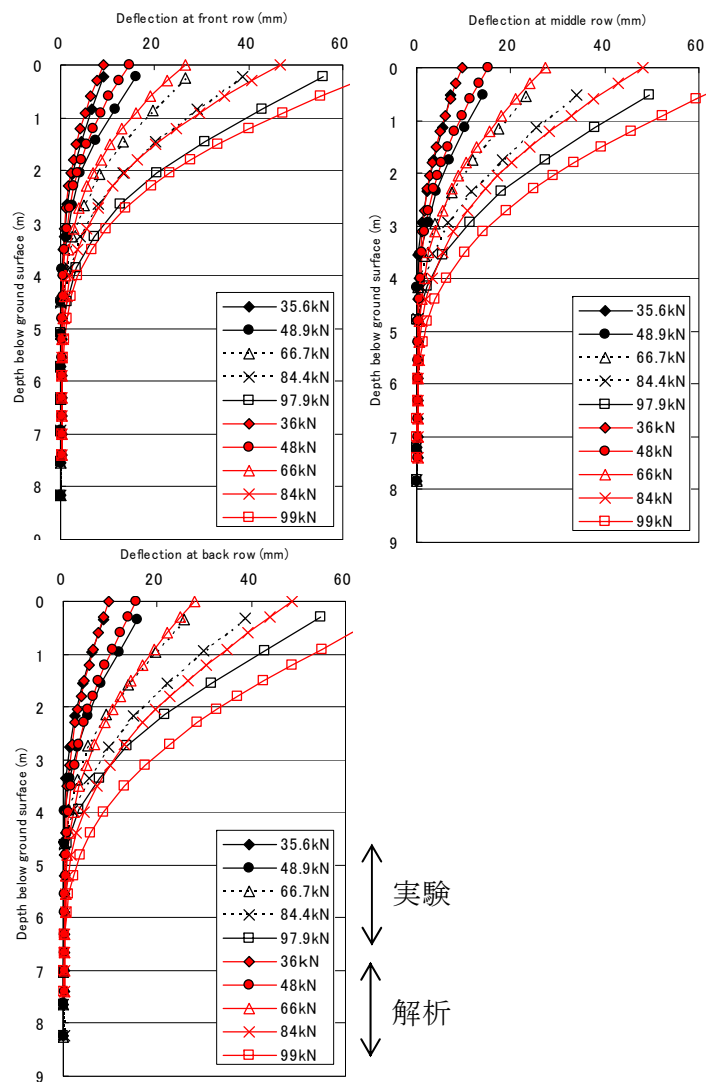 Deflection at front row (mm)
0 20 40 60
0
1
2
3
4
5
6
7
8
9
Depth below ground surface (m)
35.6kN
48.9kN
66.7kN
84.4kN
97.9kN
36kN
48kN
66kN
84kN
99kN
Deflection at middle row (mm)
0 20 40 60
0
1
2
3
4
5
6
7
8
9
Depth below ground surface (m)
35.6kN
48.9kN
66.7kN
84.4kN
97.9kN
36kN
48kN
66kN
84kN
99kN
Deflection at back row (mm)
0 20 40 60
0
1
2
3
4
5
6
7
8
9
Depth below ground surface (m)
35.6kN
48.9kN
66.7kN
84.4kN
97.9kN
36kN
48kN
66kN
84kN
99kN
実験
解析